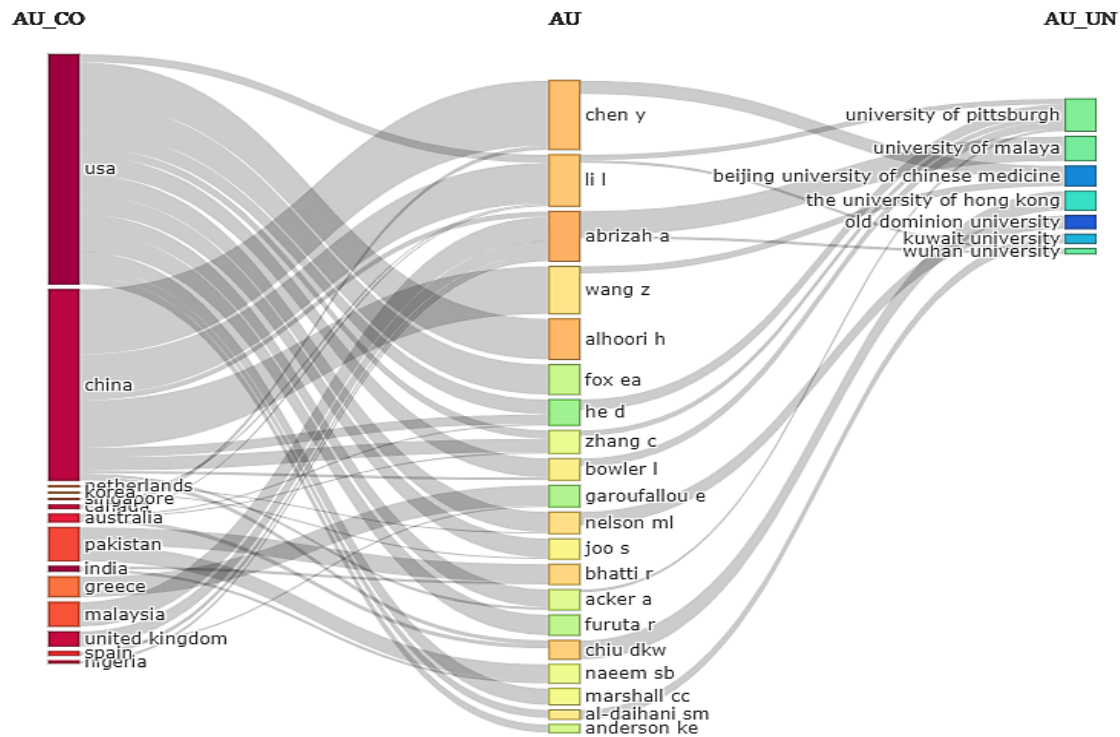 AU_CO
AU
AU_UN
usa
china
netherlands
korea
singapore
canada
australia
pakistan
india
greece
malaysia
united kingdom
spain
nigeria
chen y
li l
abrizah a
wang z
alhoori h
fox ea
he d
zhang c
bowler l
garoufallou e
nelson ml
joo s
bhatti r
acker a
furuta r
chiu dkw
naeem sb
marshall cc
al-daihani sm
anderson ke
university of pittsburgh
university of malaya
beijing university of chinese medicine
the university of hong kong
old dominion university
kuwait university
wuhan university